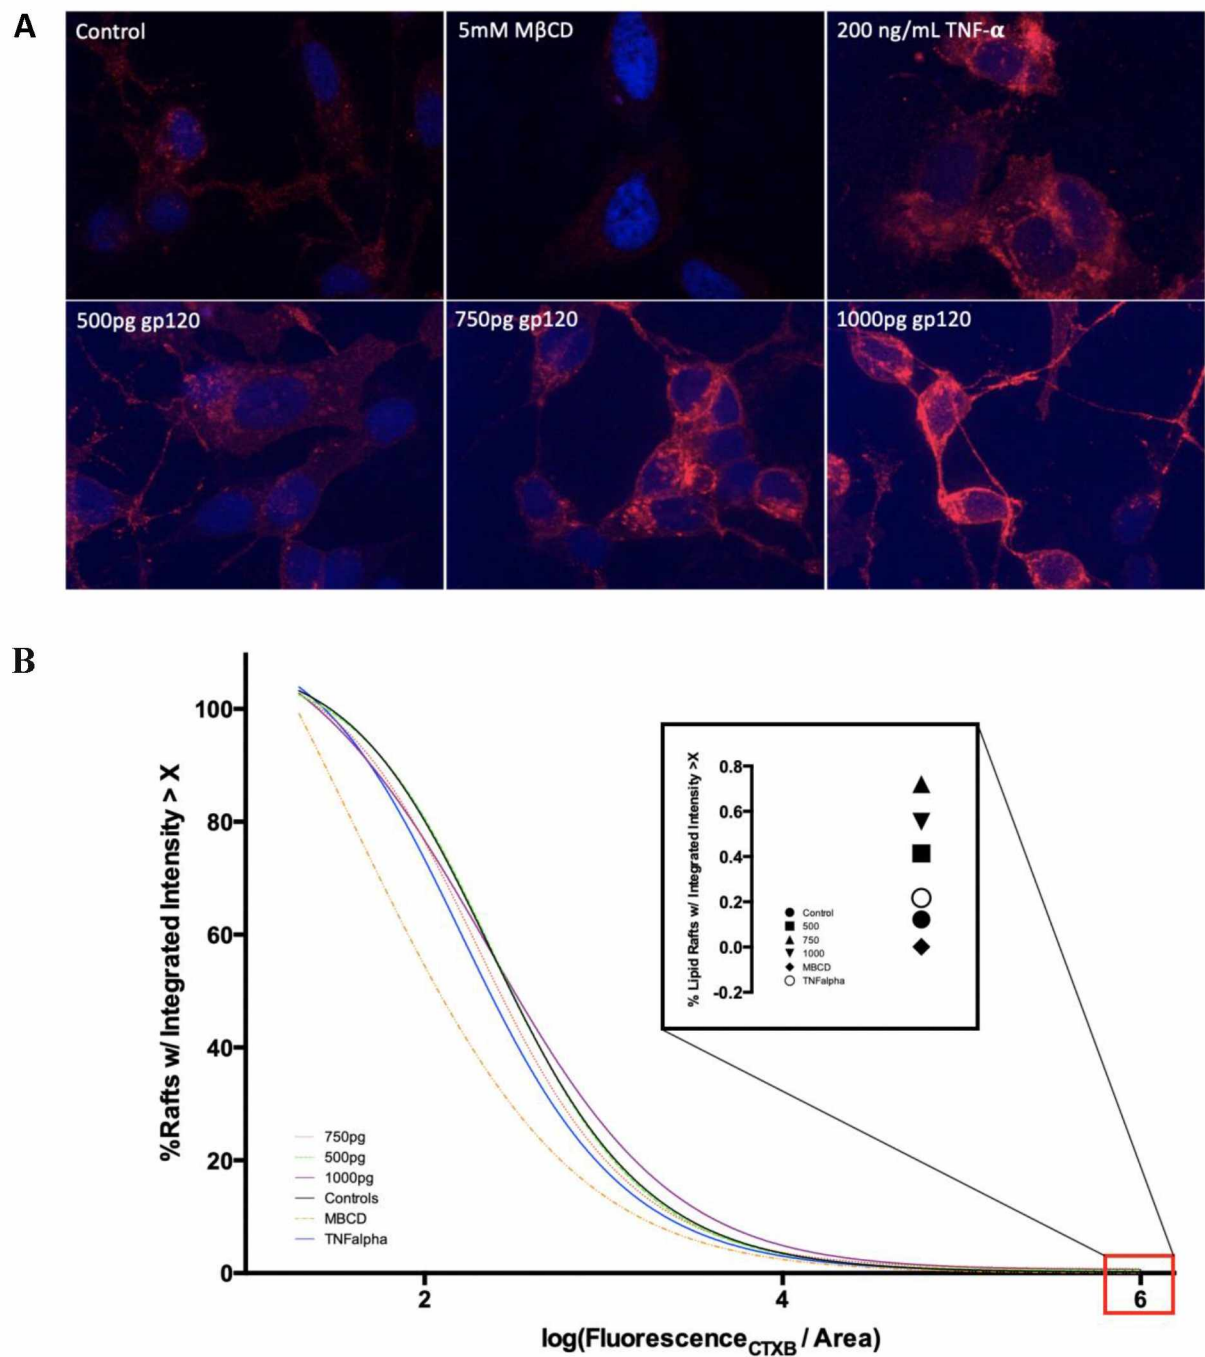 A
Control
5mM MβCD
200 ng/mL TNF-α
500pg gp120
750pg gp120
1000pg gp120
B
%Rafts w/ Integrated Intensity > X
100
80
60
40
20
0
2
4
6
log(Fluorescence CTXB / Area)
750pg
500pg
1000pg
Controls
MBCD
TNFalpha
% Lipid Rafts w/ Integrated Intensity >X
0.8
0.6
0.4
0.2
0.0
-0.2
Control
500
750
1000
MBCD
TNFalpha